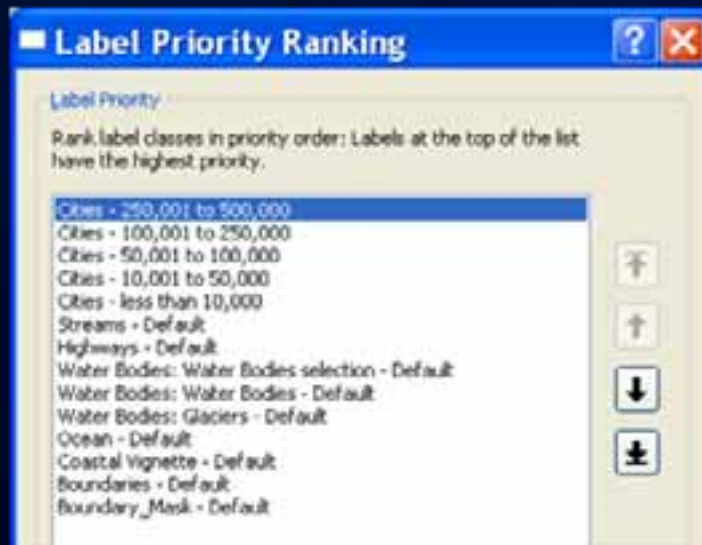 Label Priority Ranking
Label Priority
Rank label classes in priority order: Labels at the top of the list
have the highest priority.
Cities - 250,001 to 500,000
Cities - 100,001 to 250,000
Cities - 50,001 to 100,000
Cities - 10,001 to 50,000
Cities - less than 10,000
Streams - Default
Highways - Default
Water Bodies: Water Bodies selection - Default
Water Bodies: Water Bodies - Default
Water Bodies: Glaciers - Default
Ocean - Default
Coastal Vignette - Default
Boundaries - Default
Boundary_Mask - Default